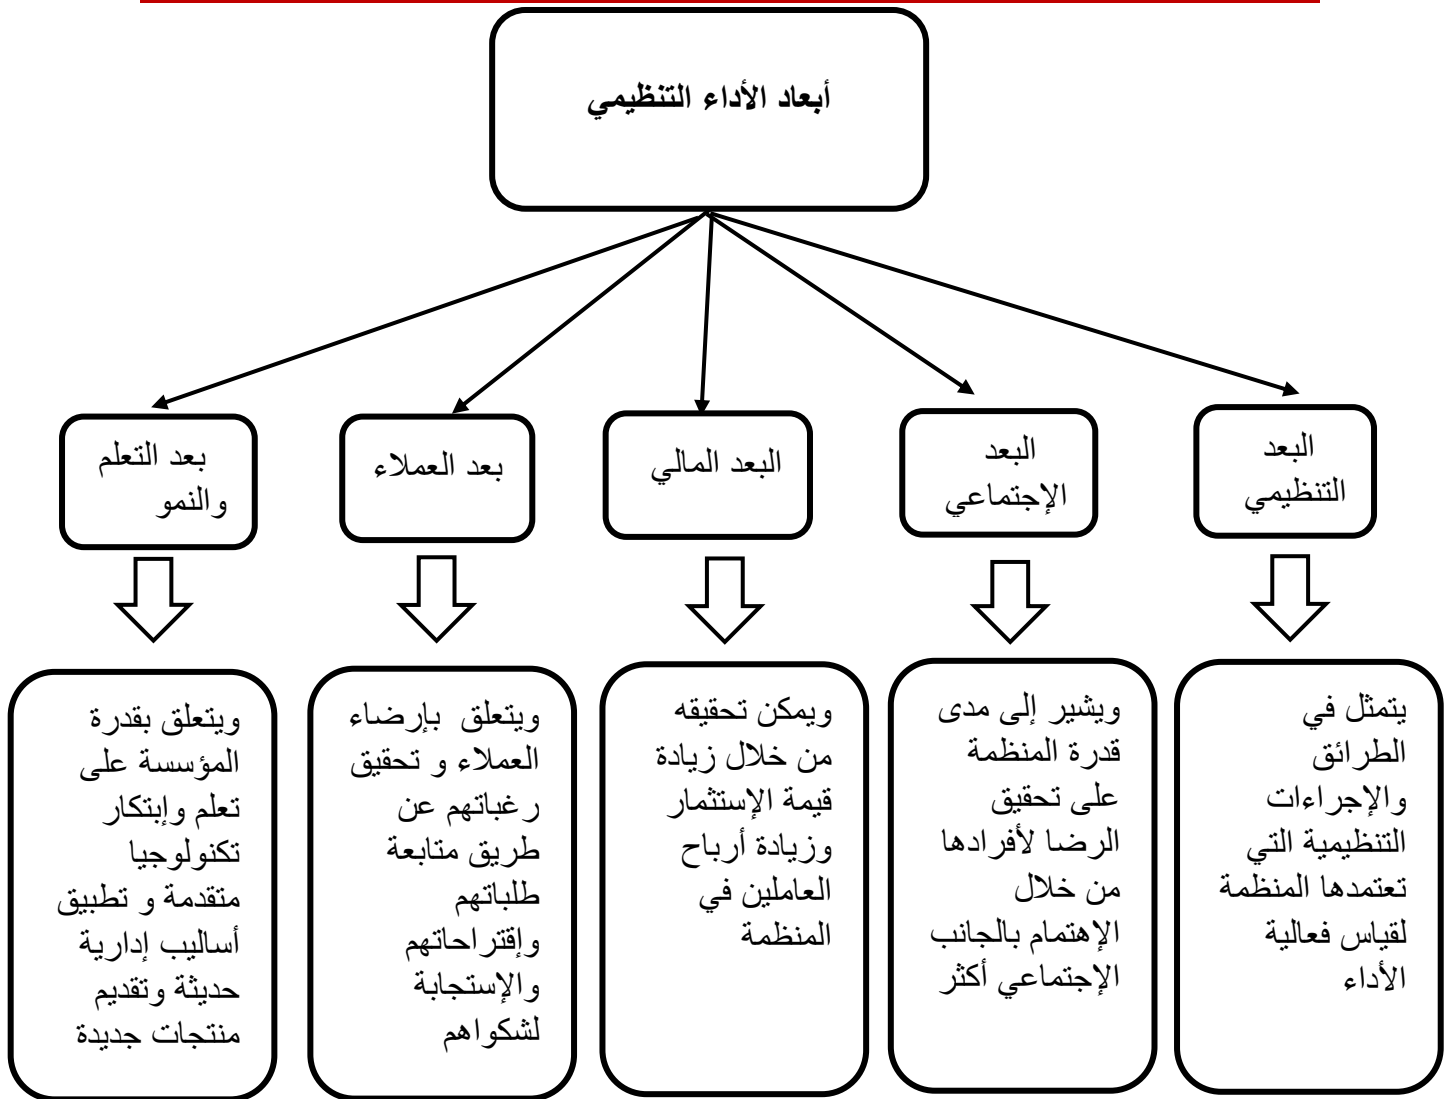 أبعاد الأداء التنظيمي
البعد
التنظيمي
البعد
الإجتماعي
البعد المالي
بعد العملاء
بعد التعلم
والنمو
يتمثل في
الطرائق
والإجراءات
التنظيمية التي
تعتمدها المنظمة
لقياس فعالية
الأداء
ويشير إلى مدى
قدرة المنظمة
على تحقيق
الرضا لأفرادها
من خلال
الإهتمام بالجانب
الإجتماعي أكثر
ويمكن تحقيقه
من خلال زيادة
قيمة الإستثمار
وزيادة أرباح
العاملين في
المنظمة
ويتعلق بإرضاء
العملاء و تحقيق
رغباتهم عن
طريق متابعة
طلباتهم
وإقتراحاتهم
والإستجابة
لشكواهم
ويتعلق بقدرة
المؤسسة على
تعلم وإبتكار
تكنولوجيا
متقدمة و تطبيق
أساليب إدارية
حديثة وتقديم
منتجات جديدة